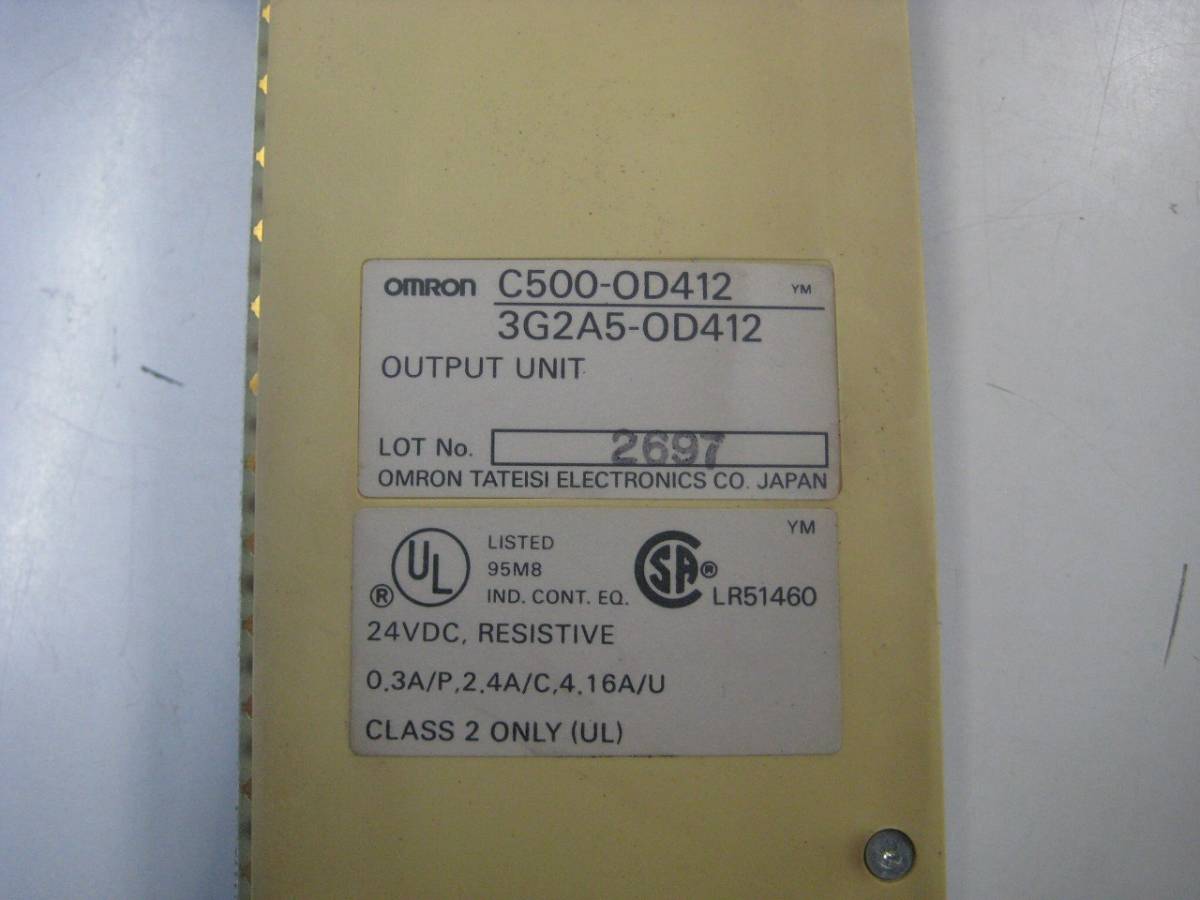 OMRON C500-OD412 YM
3G2A5-OD412
OUTPUT UNIT
LOT No. 2697
OMRON TATEISI ELECTRONICS CO. JAPAN
YM
UL ® LISTED
95M8
IND. CONT. EQ.
CSA ® LR51460
24VDC, RESISTIVE
0.3A/P,2.4A/C,4.16A/U
CLASS 2 ONLY (UL)